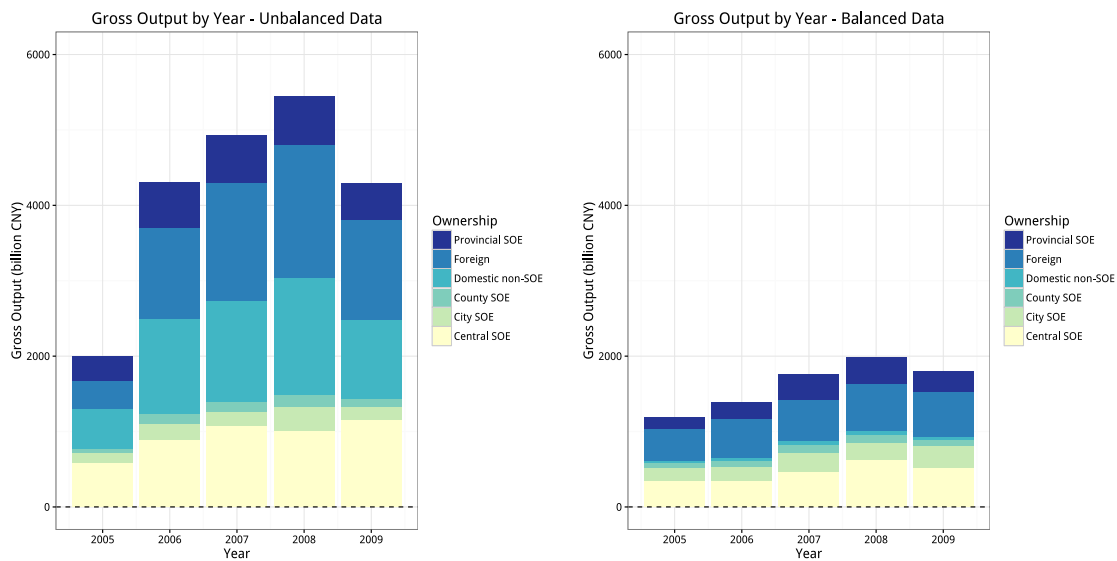 Gross Output by Year - Unbalanced Data
6000
4000
2000
0
Gross Output (billion CNY)
2005 2006 2007 2008 2009
Year
Ownership
Provincial SOE
Foreign
Domestic non-SOE
County SOE
City SOE
Central SOE
Gross Output by Year - Balanced Data
6000
4000
2000
0
Gross Output (billion CNY)
2005 2006 2007 2008 2009
Year
Ownership
Provincial SOE
Foreign
Domestic non-SOE
County SOE
City SOE
Central SOE